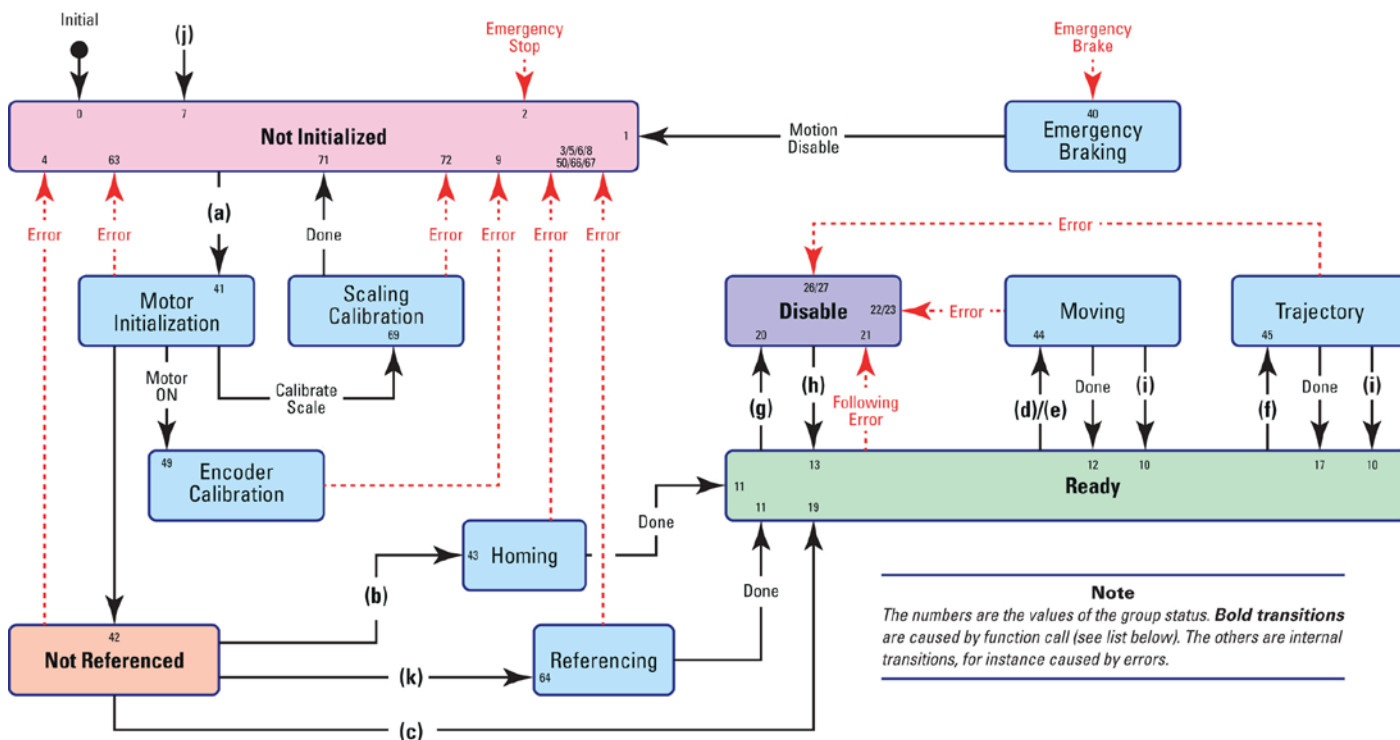 Initial
(j)
Emergency
Stop
Emergency
Brake
0
7
2
40
Not Initialized
1
Motion
Disable
Emergency
Braking
4
63
71
72
9
3/5/6/8
50/66/67
(a)
Error
Error
Done
Error
Error
Error
Error
Error
41
Motor
Initialization
Scaling
Calibration
69
26/27
Disable
22/23
20
21
Error
Moving
44
Trajectory
45
Motor
ON
Calibrate
Scale
(g)
(h)
Following
Error
(d)/(e)
Done
(i)
(f)
Done
(i)
49
Encoder
Calibration
13
12
10
17
10
11
Ready
11
19
Done
43
Homing
(b)
Done
42
Not Referenced
(k)
Referencing
64
(c)
Note
The numbers are the values of the group status. Bold transitions
are caused by function call (see list below). The others are internal
transitions, for instance caused by errors.